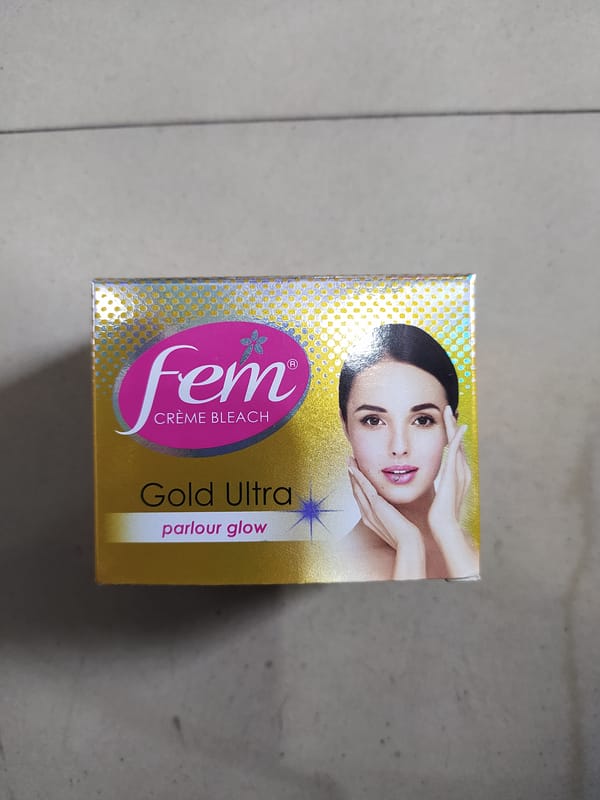 fem®
CRÈME BLEACH
Gold Ultra
parlour glow